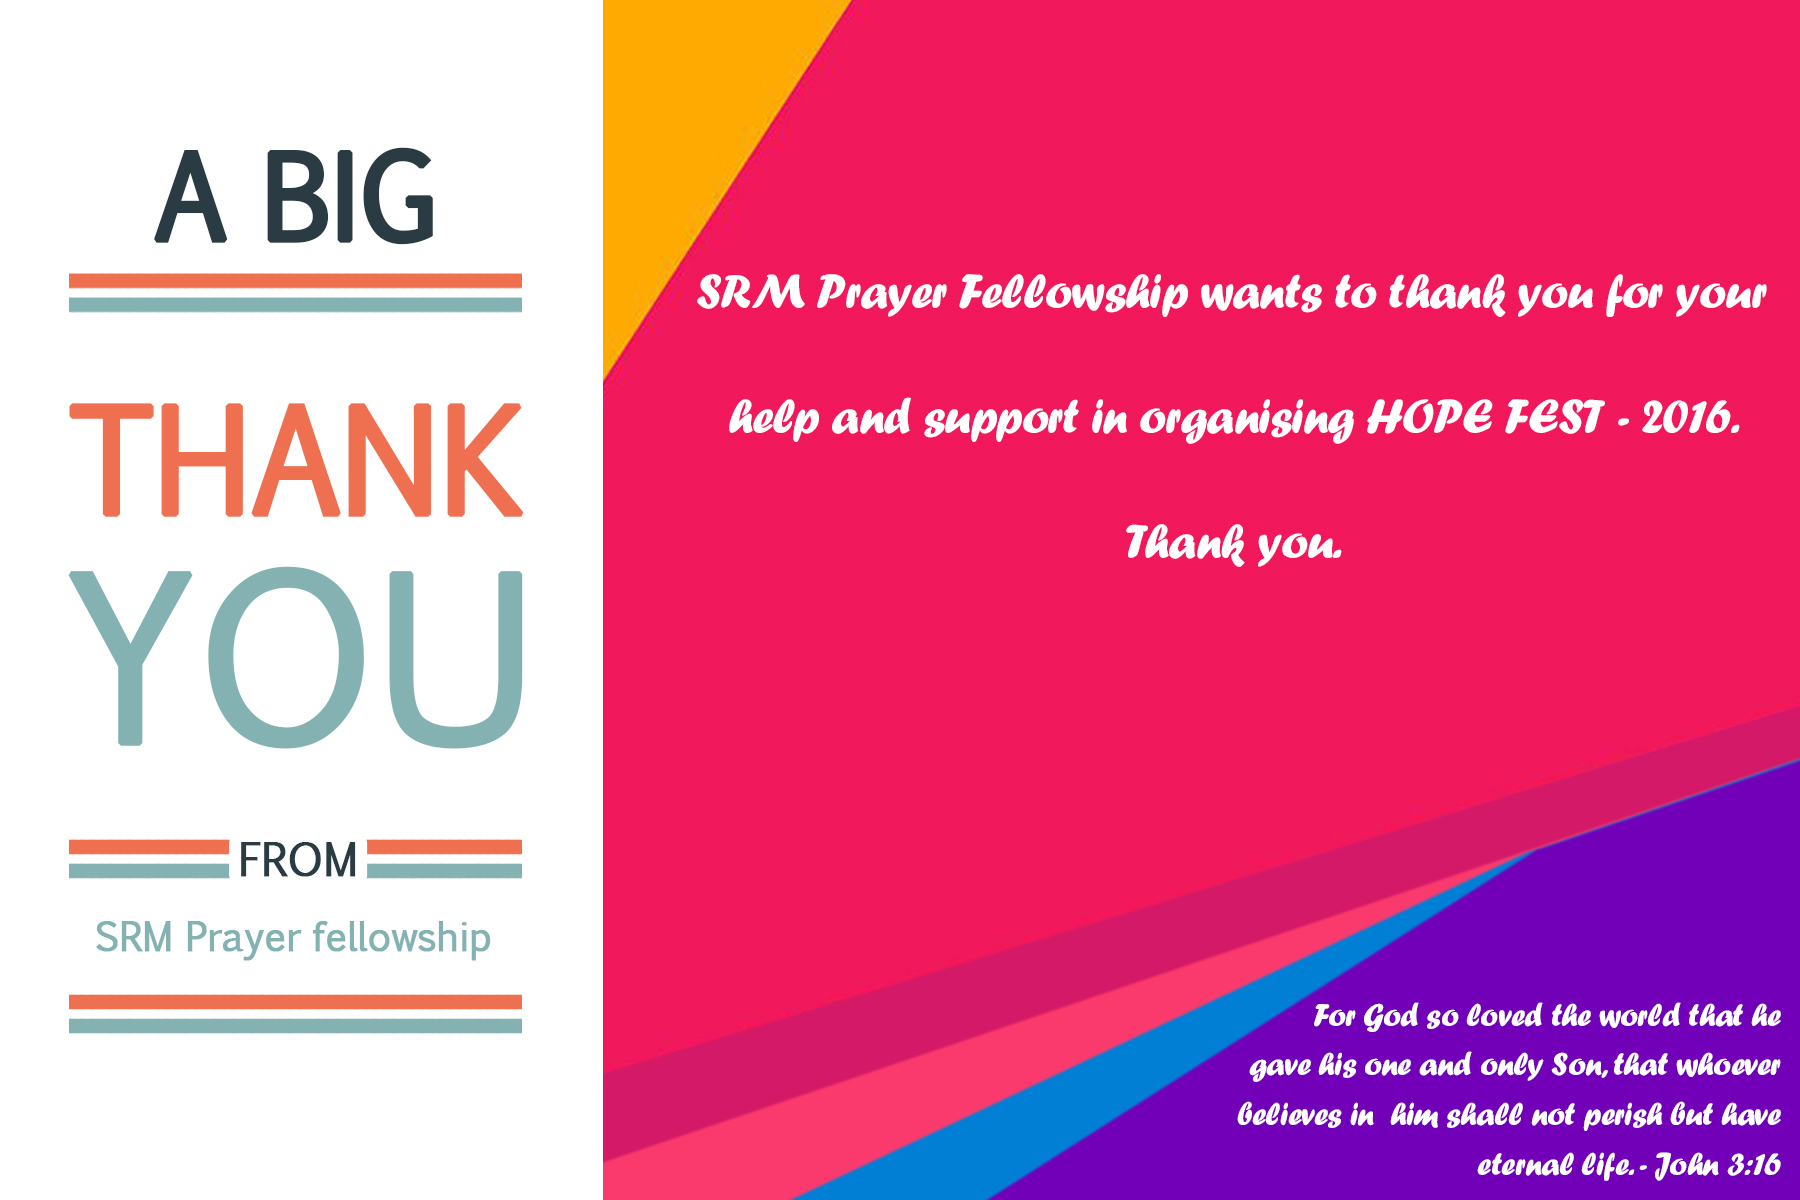 A BIG
THANK
YOU
FROM
SRM Prayer fellowship
SRM Prayer Fellowship wants to thank you for your
help and support in organising HOPE FEST - 2016.
Thank you.
For God so loved the world that he
gave his one and only Son, that whoever
believes in  him shall not perish but have
eternal life. - John 3:16